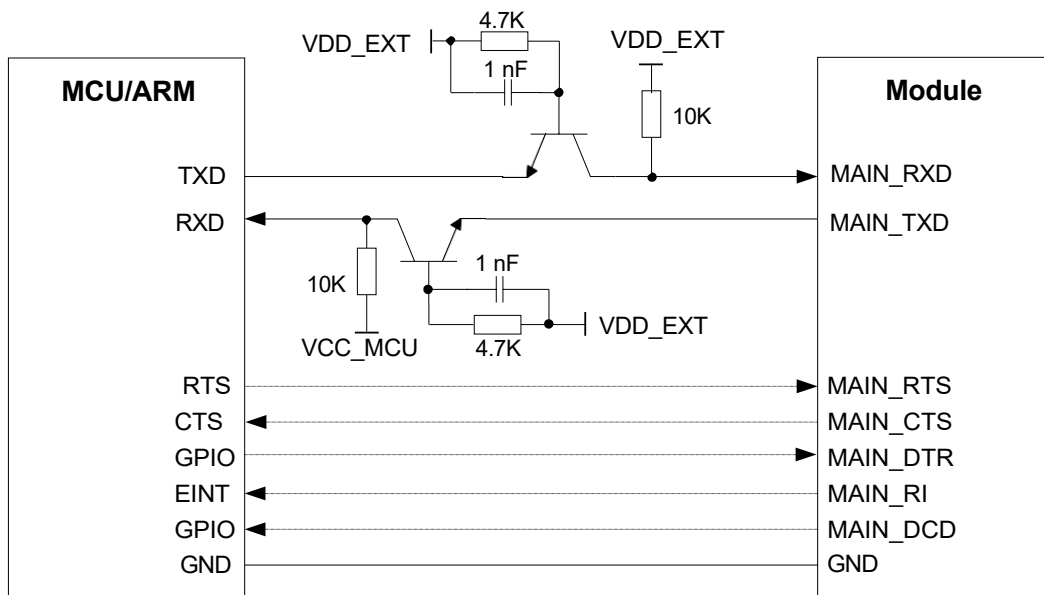 4.7K
VDD_EXT
VDD_EXT
1 nF
MCU/ARM
Module
10K
TXD
MAIN_RXD
RXD
MAIN_TXD
1 nF
10K
VDD_EXT
VCC_MCU
4.7K
RTS
MAIN_RTS
CTS
MAIN_CTS
GPIO
MAIN_DTR
EINT
MAIN_RI
GPIO
MAIN_DCD
GND
GND